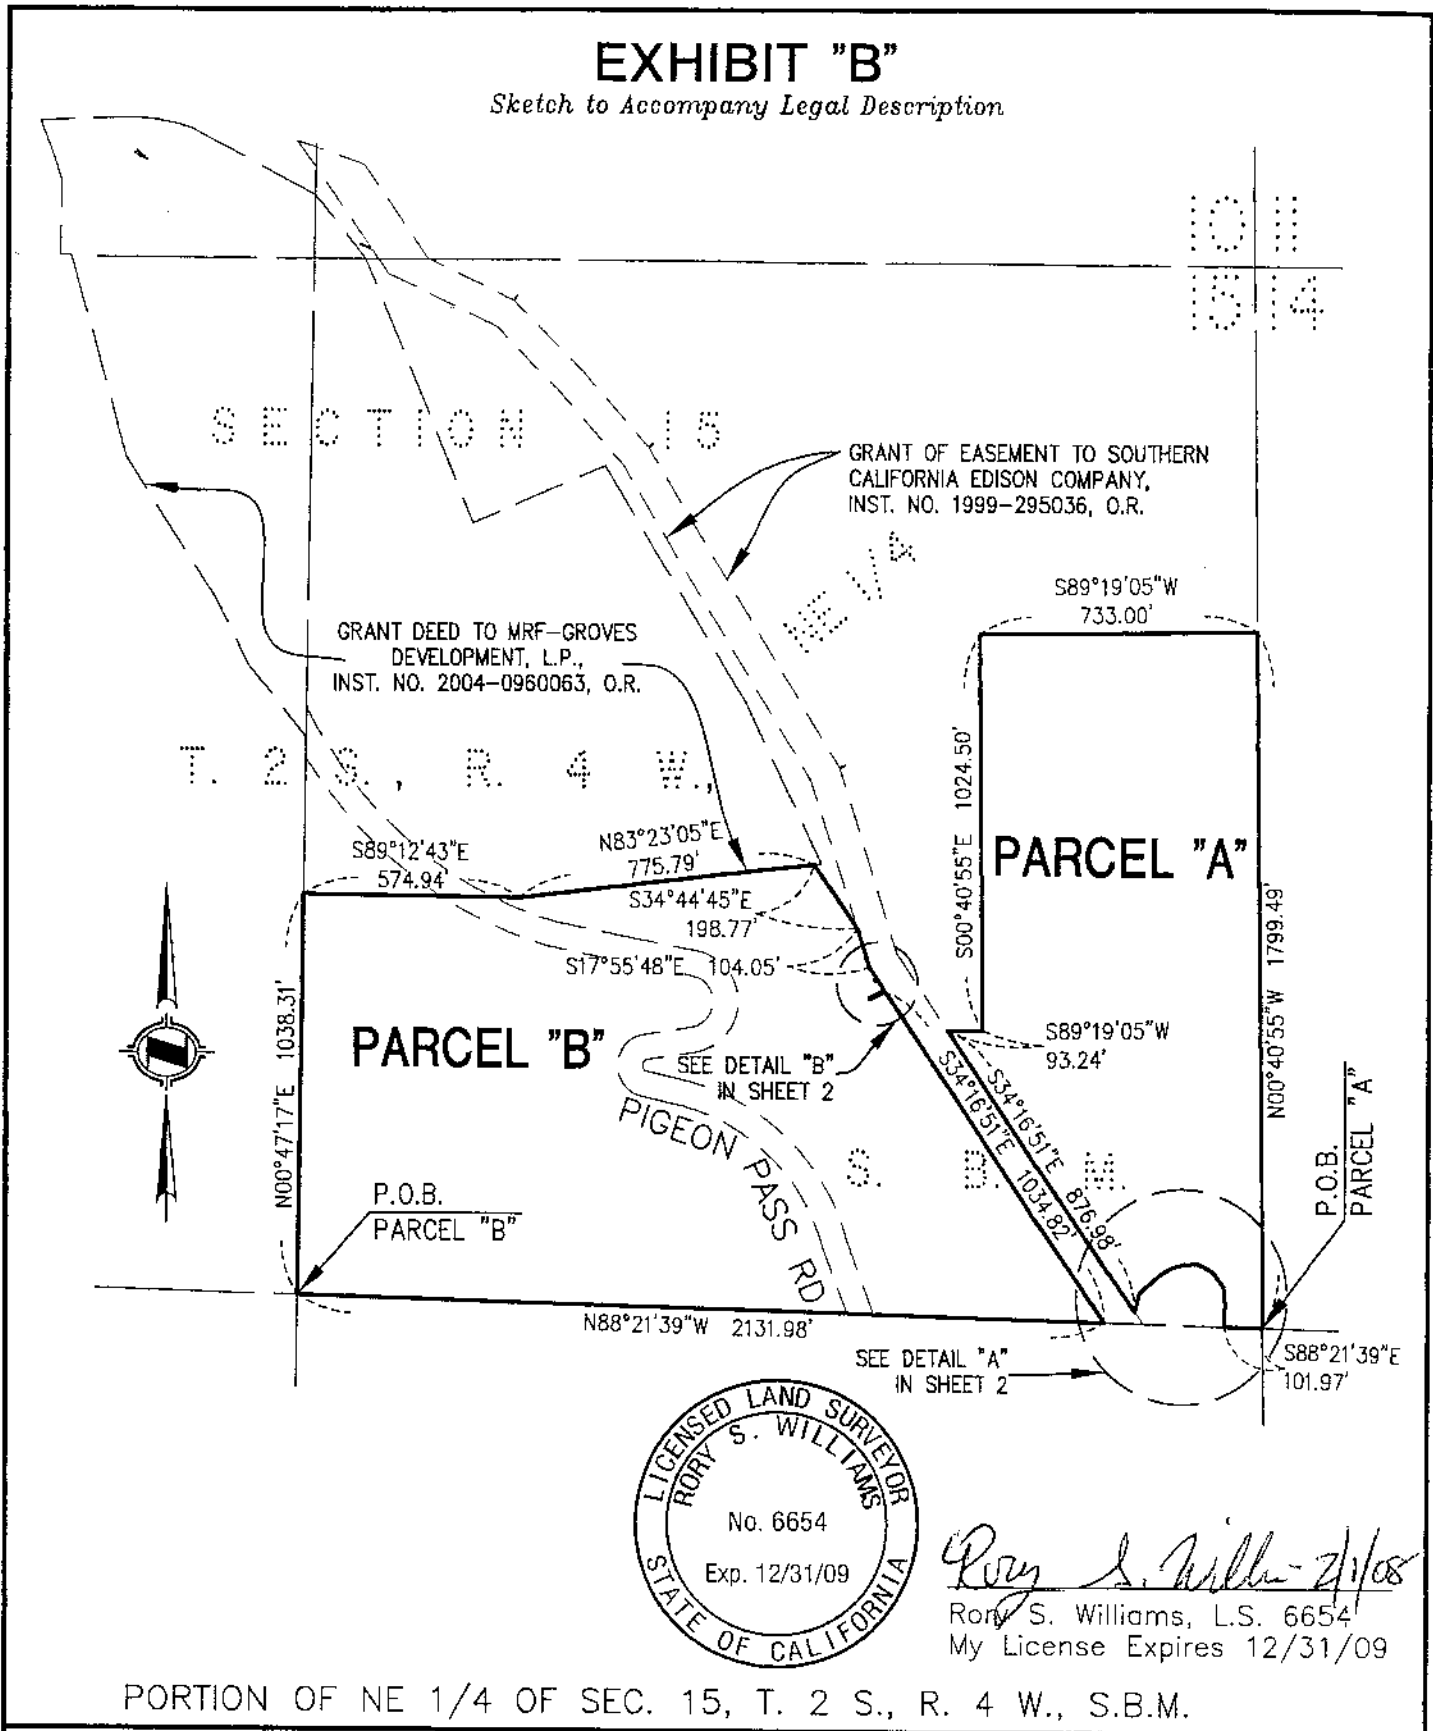 EXHIBIT "B"
Sketch to Accompany Legal Description
10 11
15 14
SECTION 15
GRANT OF EASEMENT TO SOUTHERN
CALIFORNIA EDISON COMPANY,
INST. NO. 1999-295036, O.R.
NE 1/4
S89°19'05"W
733.00'
GRANT DEED TO MRF-GROVES
DEVELOPMENT, L.P.,
INST. NO. 2004-0960063, O.R.
T. 2 S., R. 4 W.,
S00°40'55"E 1024.50'
PARCEL "A"
N00°40'55"W 1799.49'
S89°12'43"E
574.94'
N83°23'05"E
775.79'
S34°44'45"E
198.77'
S17°55'48"E 104.05'
N00°47'17"E 1038.31'
PARCEL "B"
SEE DETAIL "B"
IN SHEET 2
S89°19'05"W
93.24'
S34°16'51"E 1034.82'
S34°16'51"E 876.98'
PIGEON PASS RD
S. B. M.
P.O.B.
PARCEL "A"
P.O.B.
PARCEL "B"
N88°21'39"W 2131.98'
SEE DETAIL "A"
IN SHEET 2
S88°21'39"E
101.97'
LICENSED LAND SURVEYOR
RORY S. WILLIAMS
No. 6654
Exp. 12/31/09
STATE OF CALIFORNIA
Rory S. Willi 2/1/08
Rory S. Williams, L.S. 6654
My License Expires 12/31/09
PORTION OF NE 1/4 OF SEC. 15, T. 2 S., R. 4 W., S.B.M.